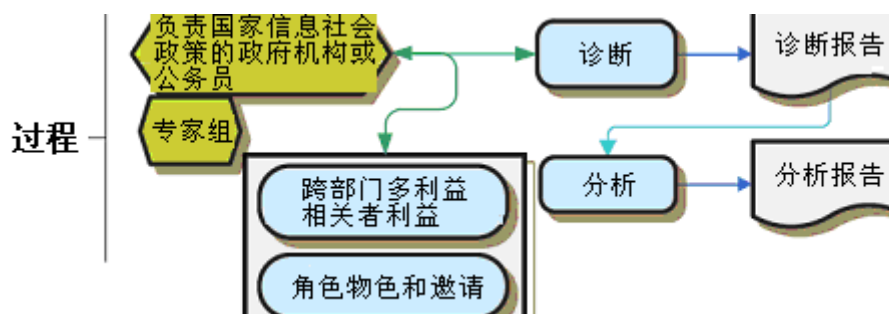 负责国家信息社会
政策的政府机构或
公务员
诊断
诊断报告
过程
专家组
跨部门多利益
相关者利益
分析
分析报告
角色物色和邀请